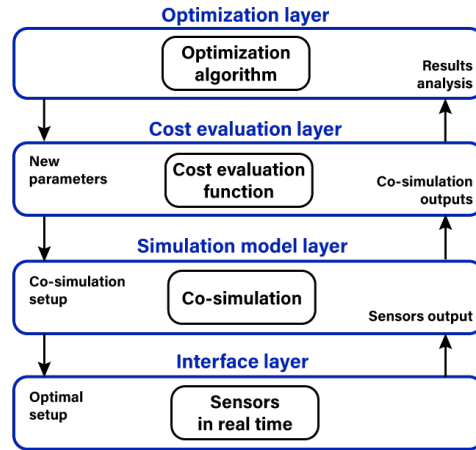 Optimization layer
Optimization
algorithm
Results
analysis
Cost evaluation layer
New
parameters
Cost evaluation
function
Co-simulation
outputs
Simulation model layer
Co-simulation
setup
Co-simulation
Sensors output
Interface layer
Optimal
setup
Sensors
in real time